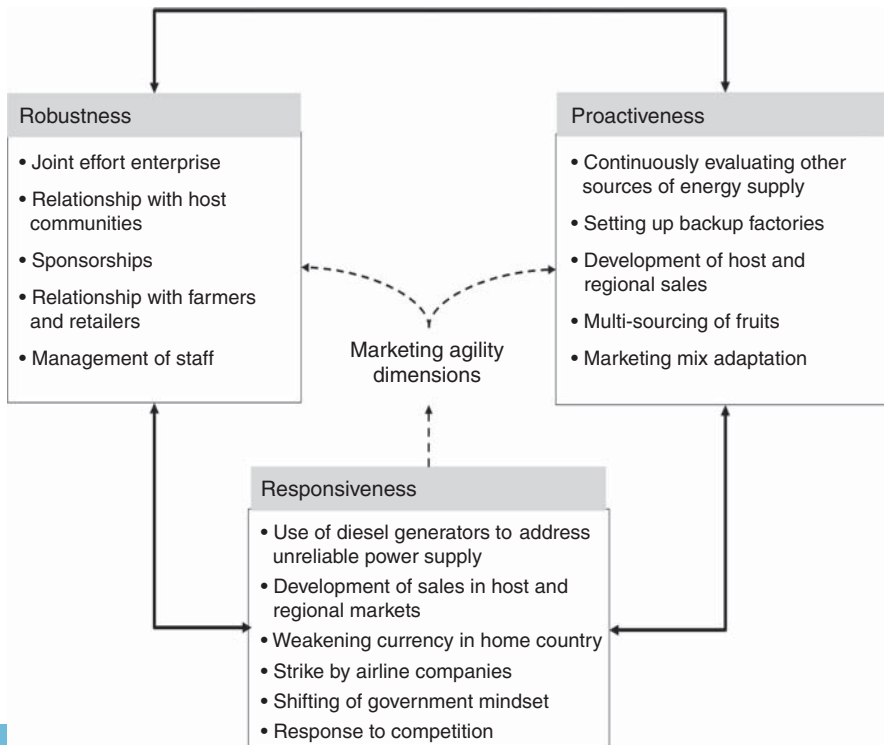 Robustness
• Joint effort enterprise
• Relationship with host
communities
• Sponsorships
• Relationship with farmers
and retailers
• Management of staff
Proactiveness
• Continuously evaluating other
sources of energy supply
• Setting up backup factories
• Development of host and
regional sales
• Multi-sourcing of fruits
• Marketing mix adaptation
Marketing agility
dimensions
Responsiveness
• Use of diesel generators to address
unreliable power supply
• Development of sales in host and
regional markets
• Weakening currency in home country
• Strike by airline companies
• Shifting of government mindset
• Response to competition